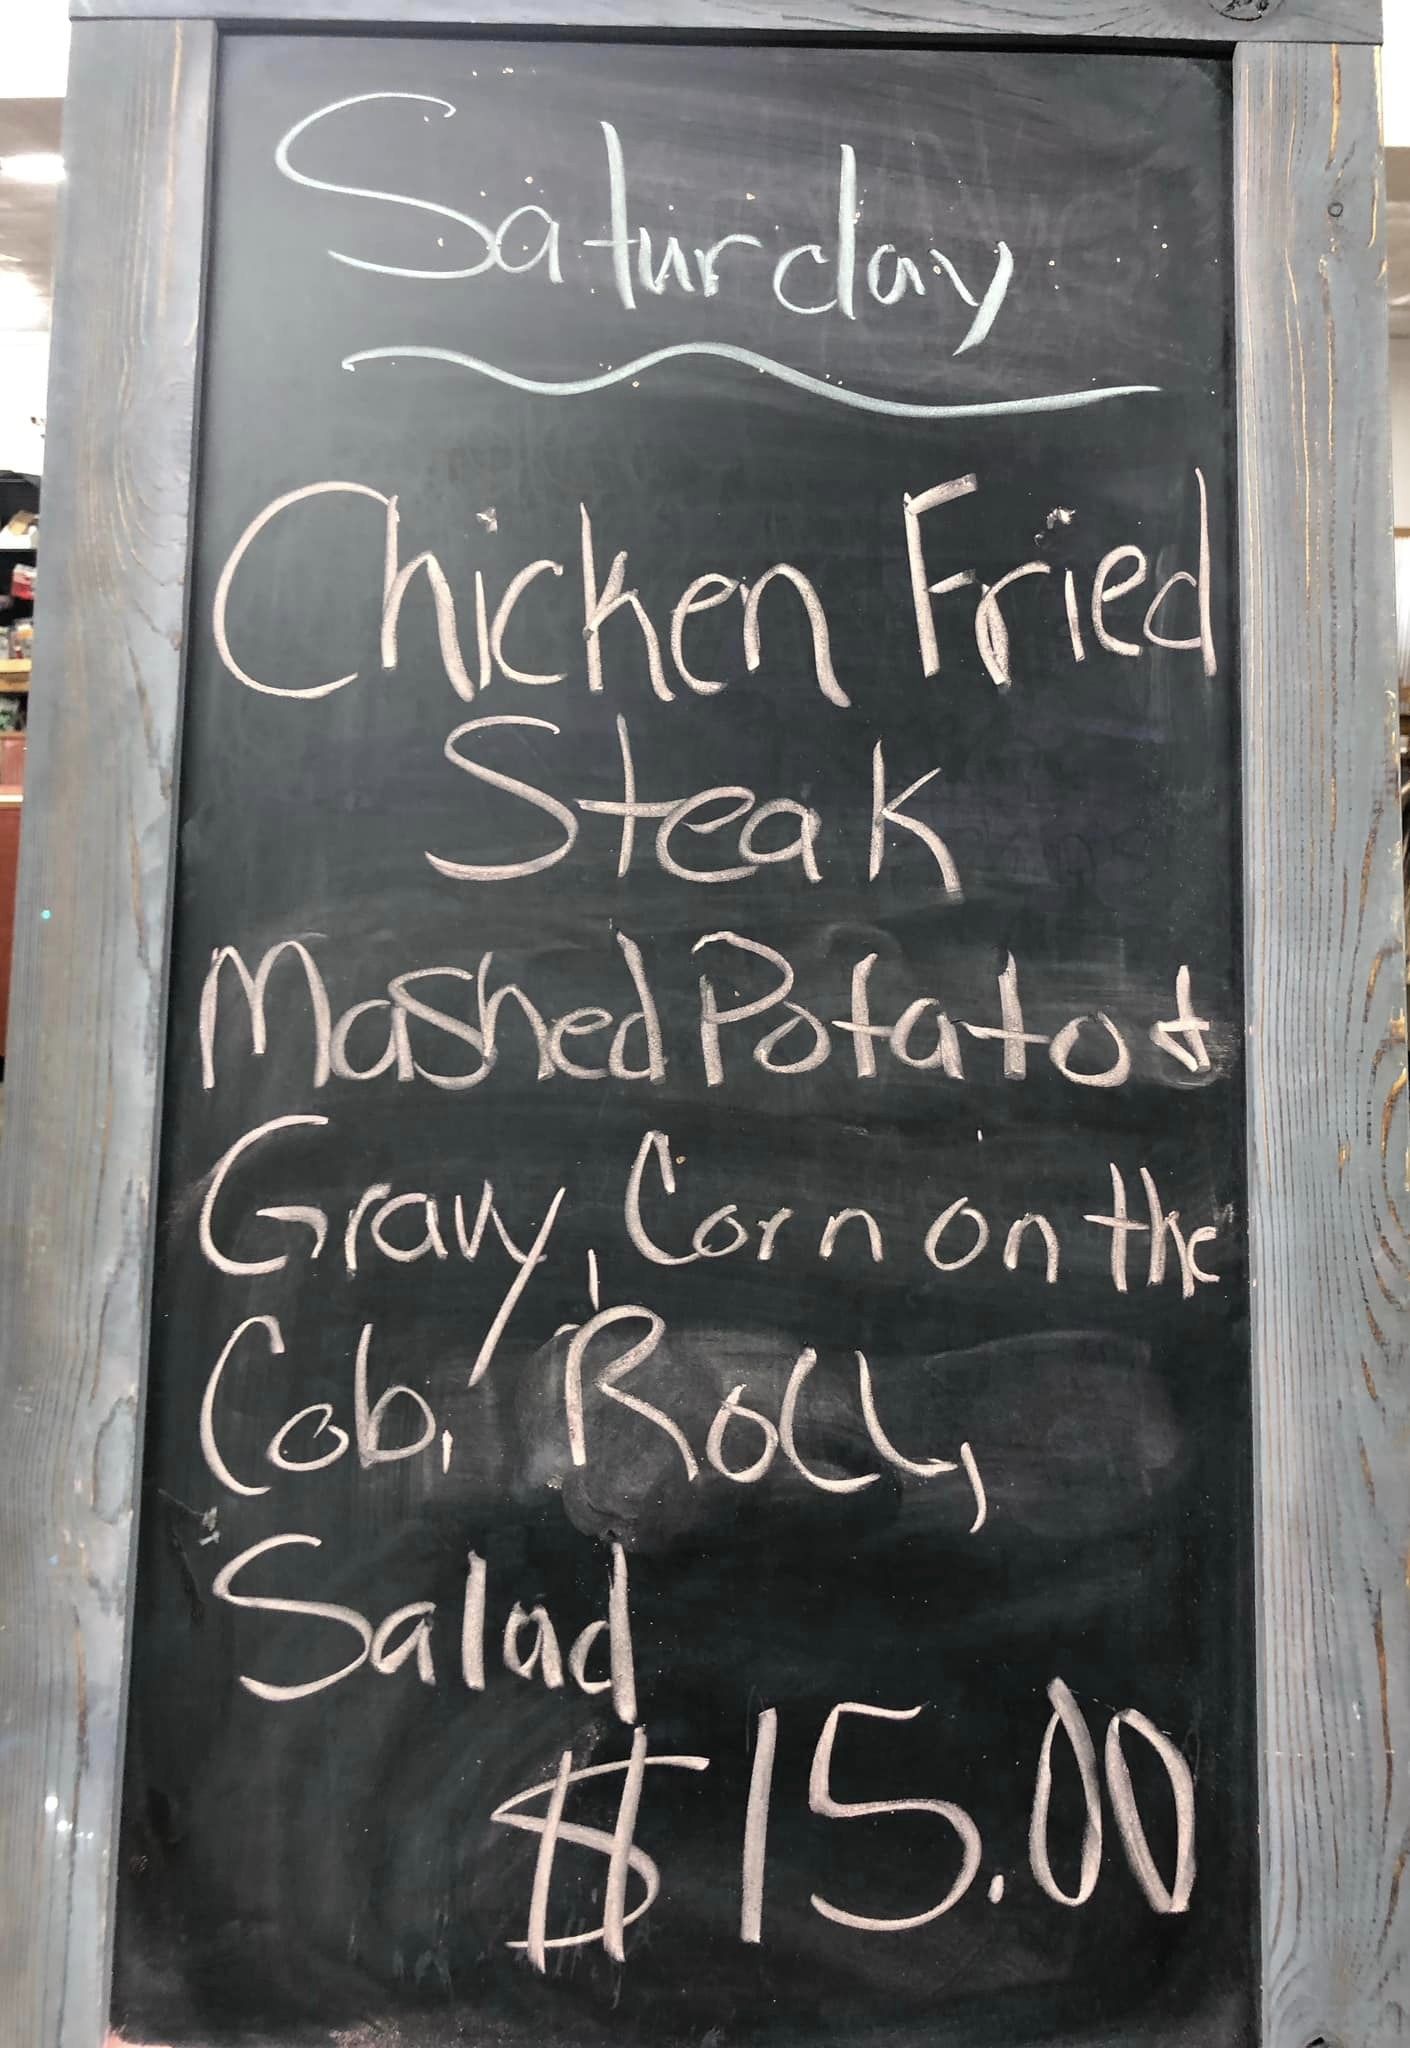 Saturday
Chicken Fried
Steak
Mashed Potato &
Gravy, Corn on the
Cob, Roll,
Salad
$15.00